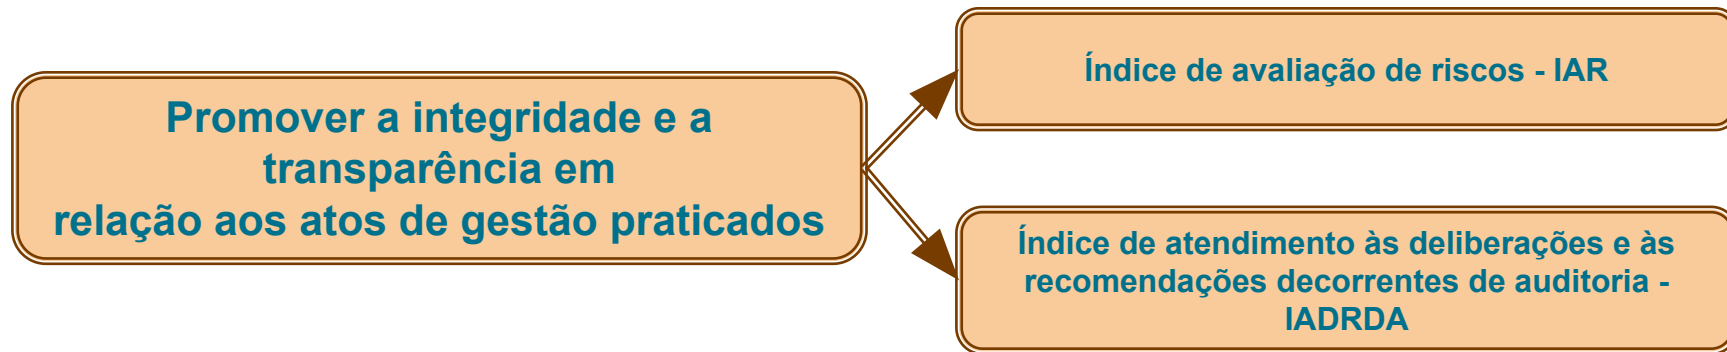 Promover a integridade e a
transparência em
relação aos atos de gestão praticados
Índice de avaliação de riscos - IAR
Índice de atendimento às deliberações e às
recomendações decorrentes de auditoria -
IADRDA